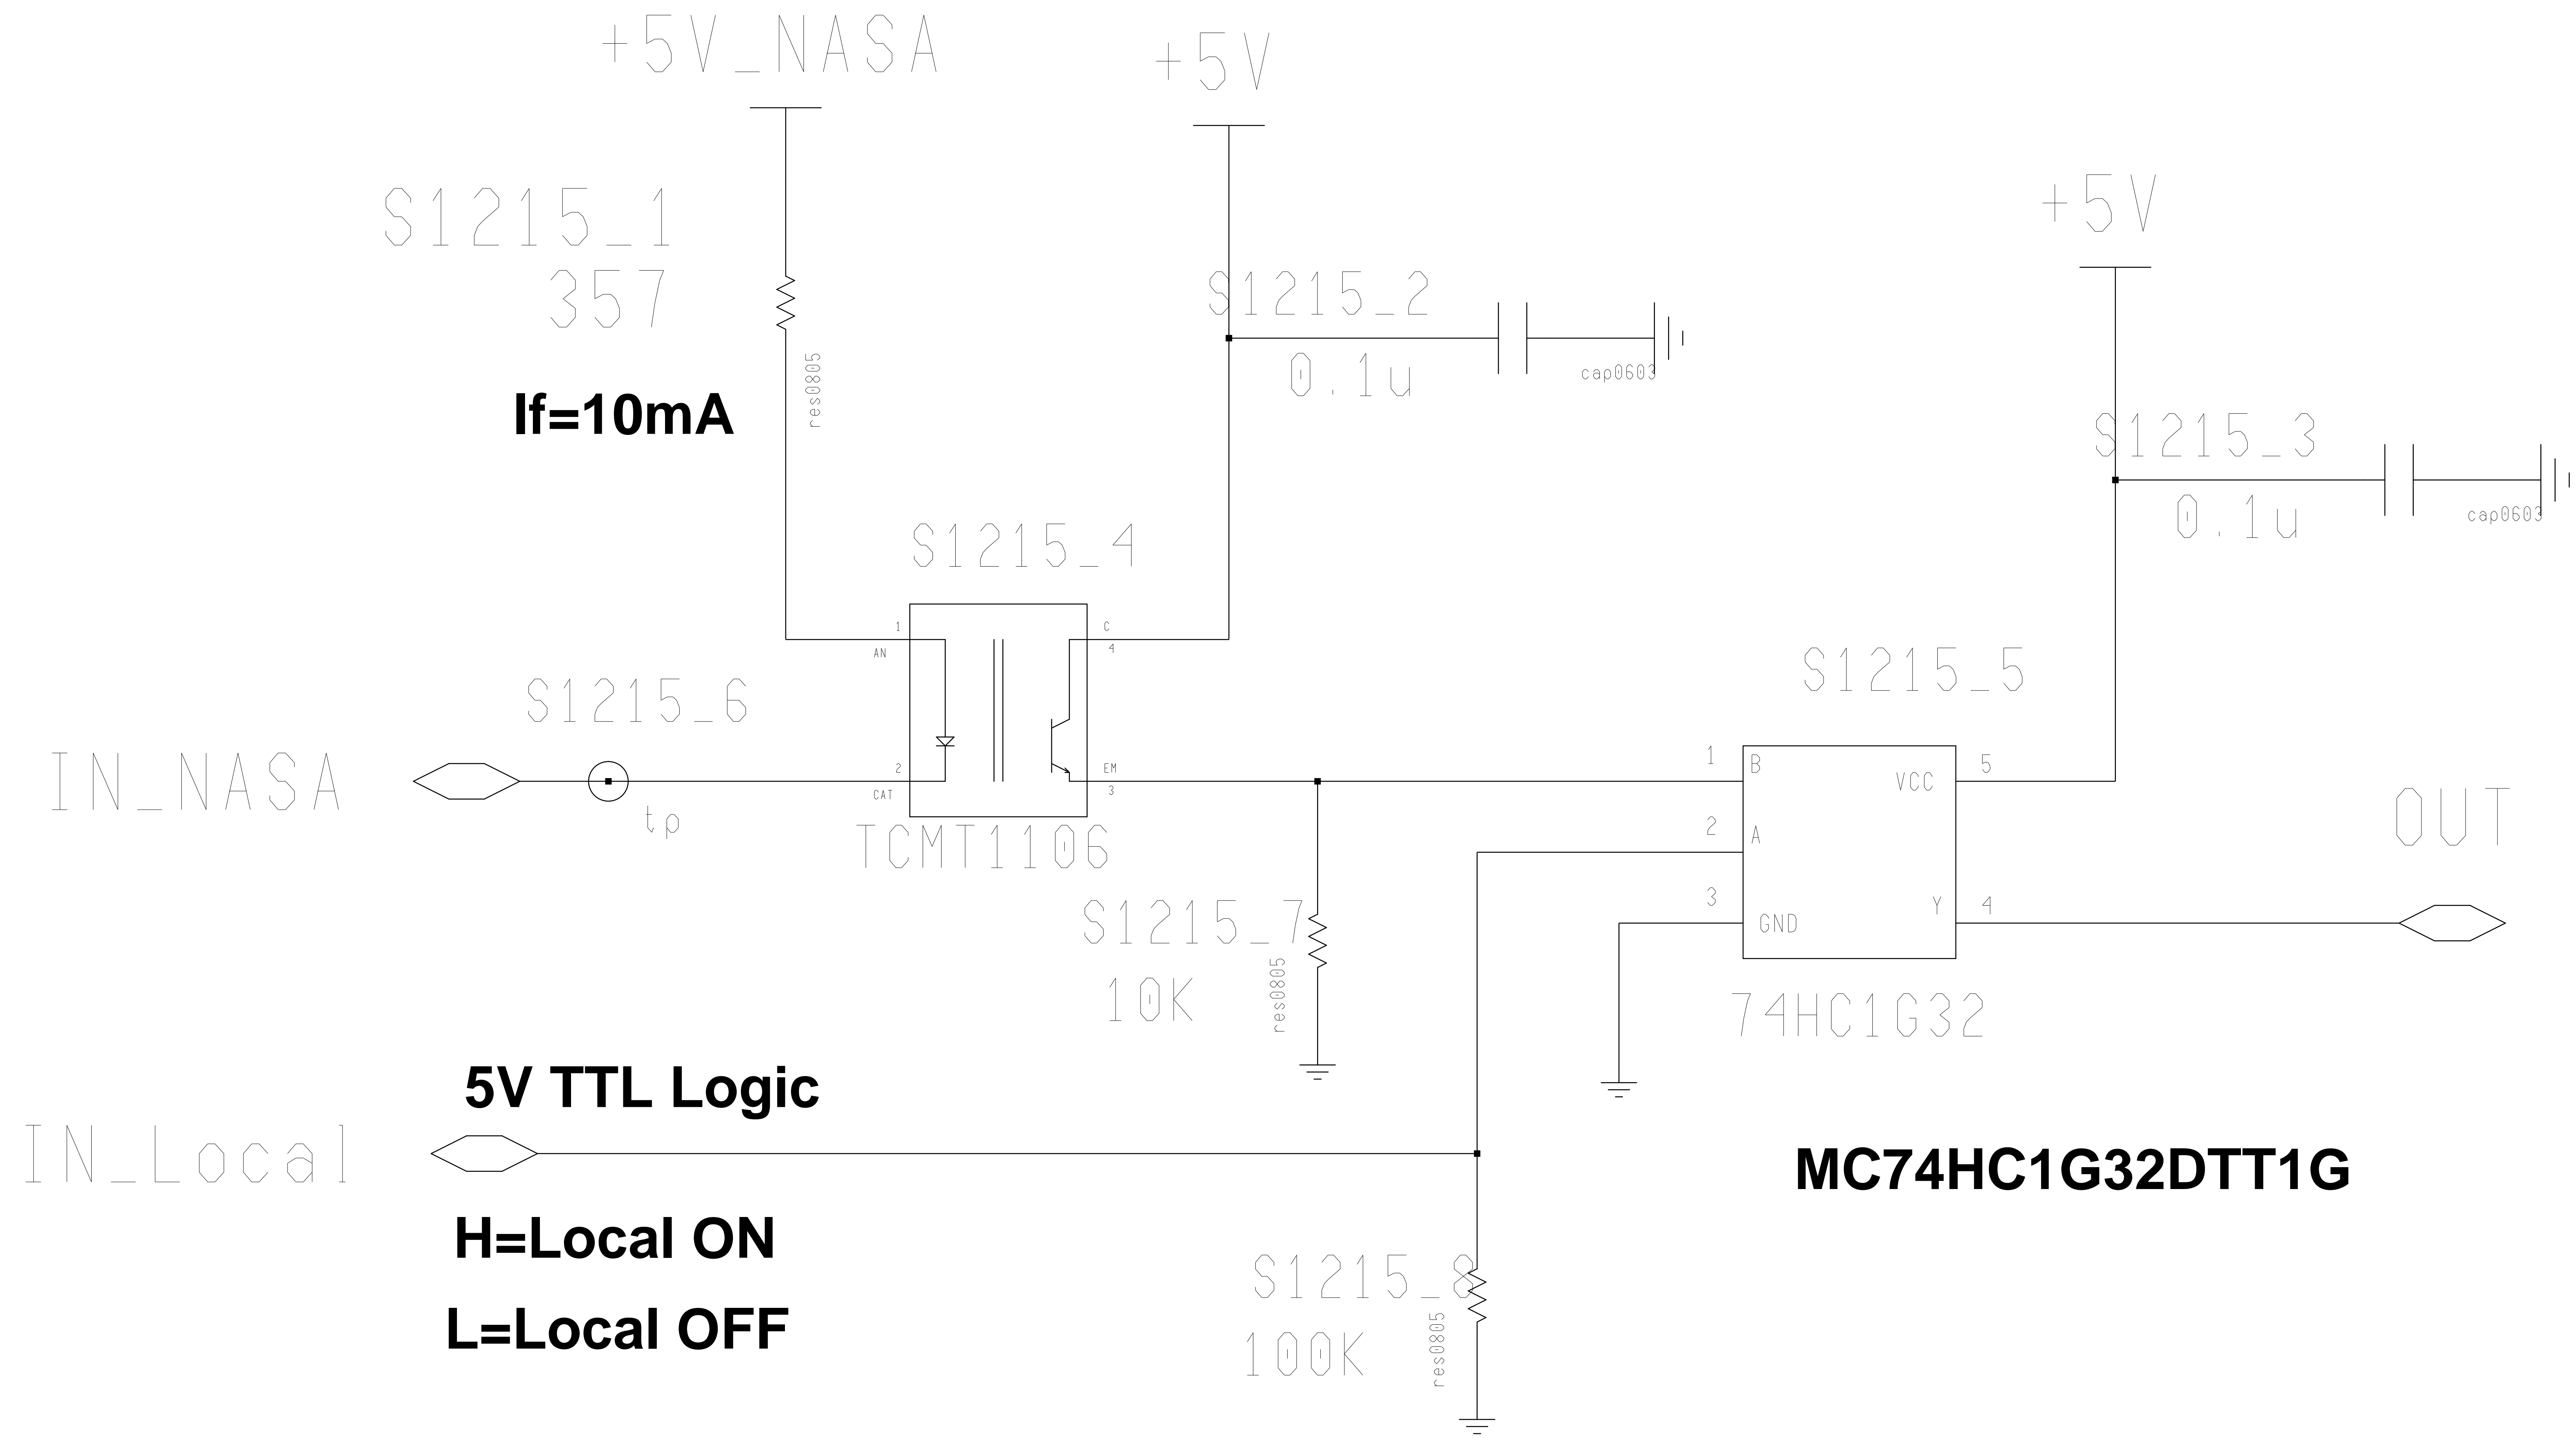 +5V_NASA
+5V
+5V
S1215_1
357
res0805
If=10mA
S1215_2
0.1u
cap0603
S1215_3
0.1u
cap0603
S1215_4
1
AN
C
4
2
CAT
EM
3
TCMT1106
S1215_6
IN_NASA
tp
S1215_5
1
B
VCC
5
2
A
3
GND
Y
4
74HC1G32
OUT
S1215_7
10K
res0805
5V TTL Logic
IN_Local
H=Local ON
L=Local OFF
MC74HC1G32DTT1G
S1215_8
100K
res0805